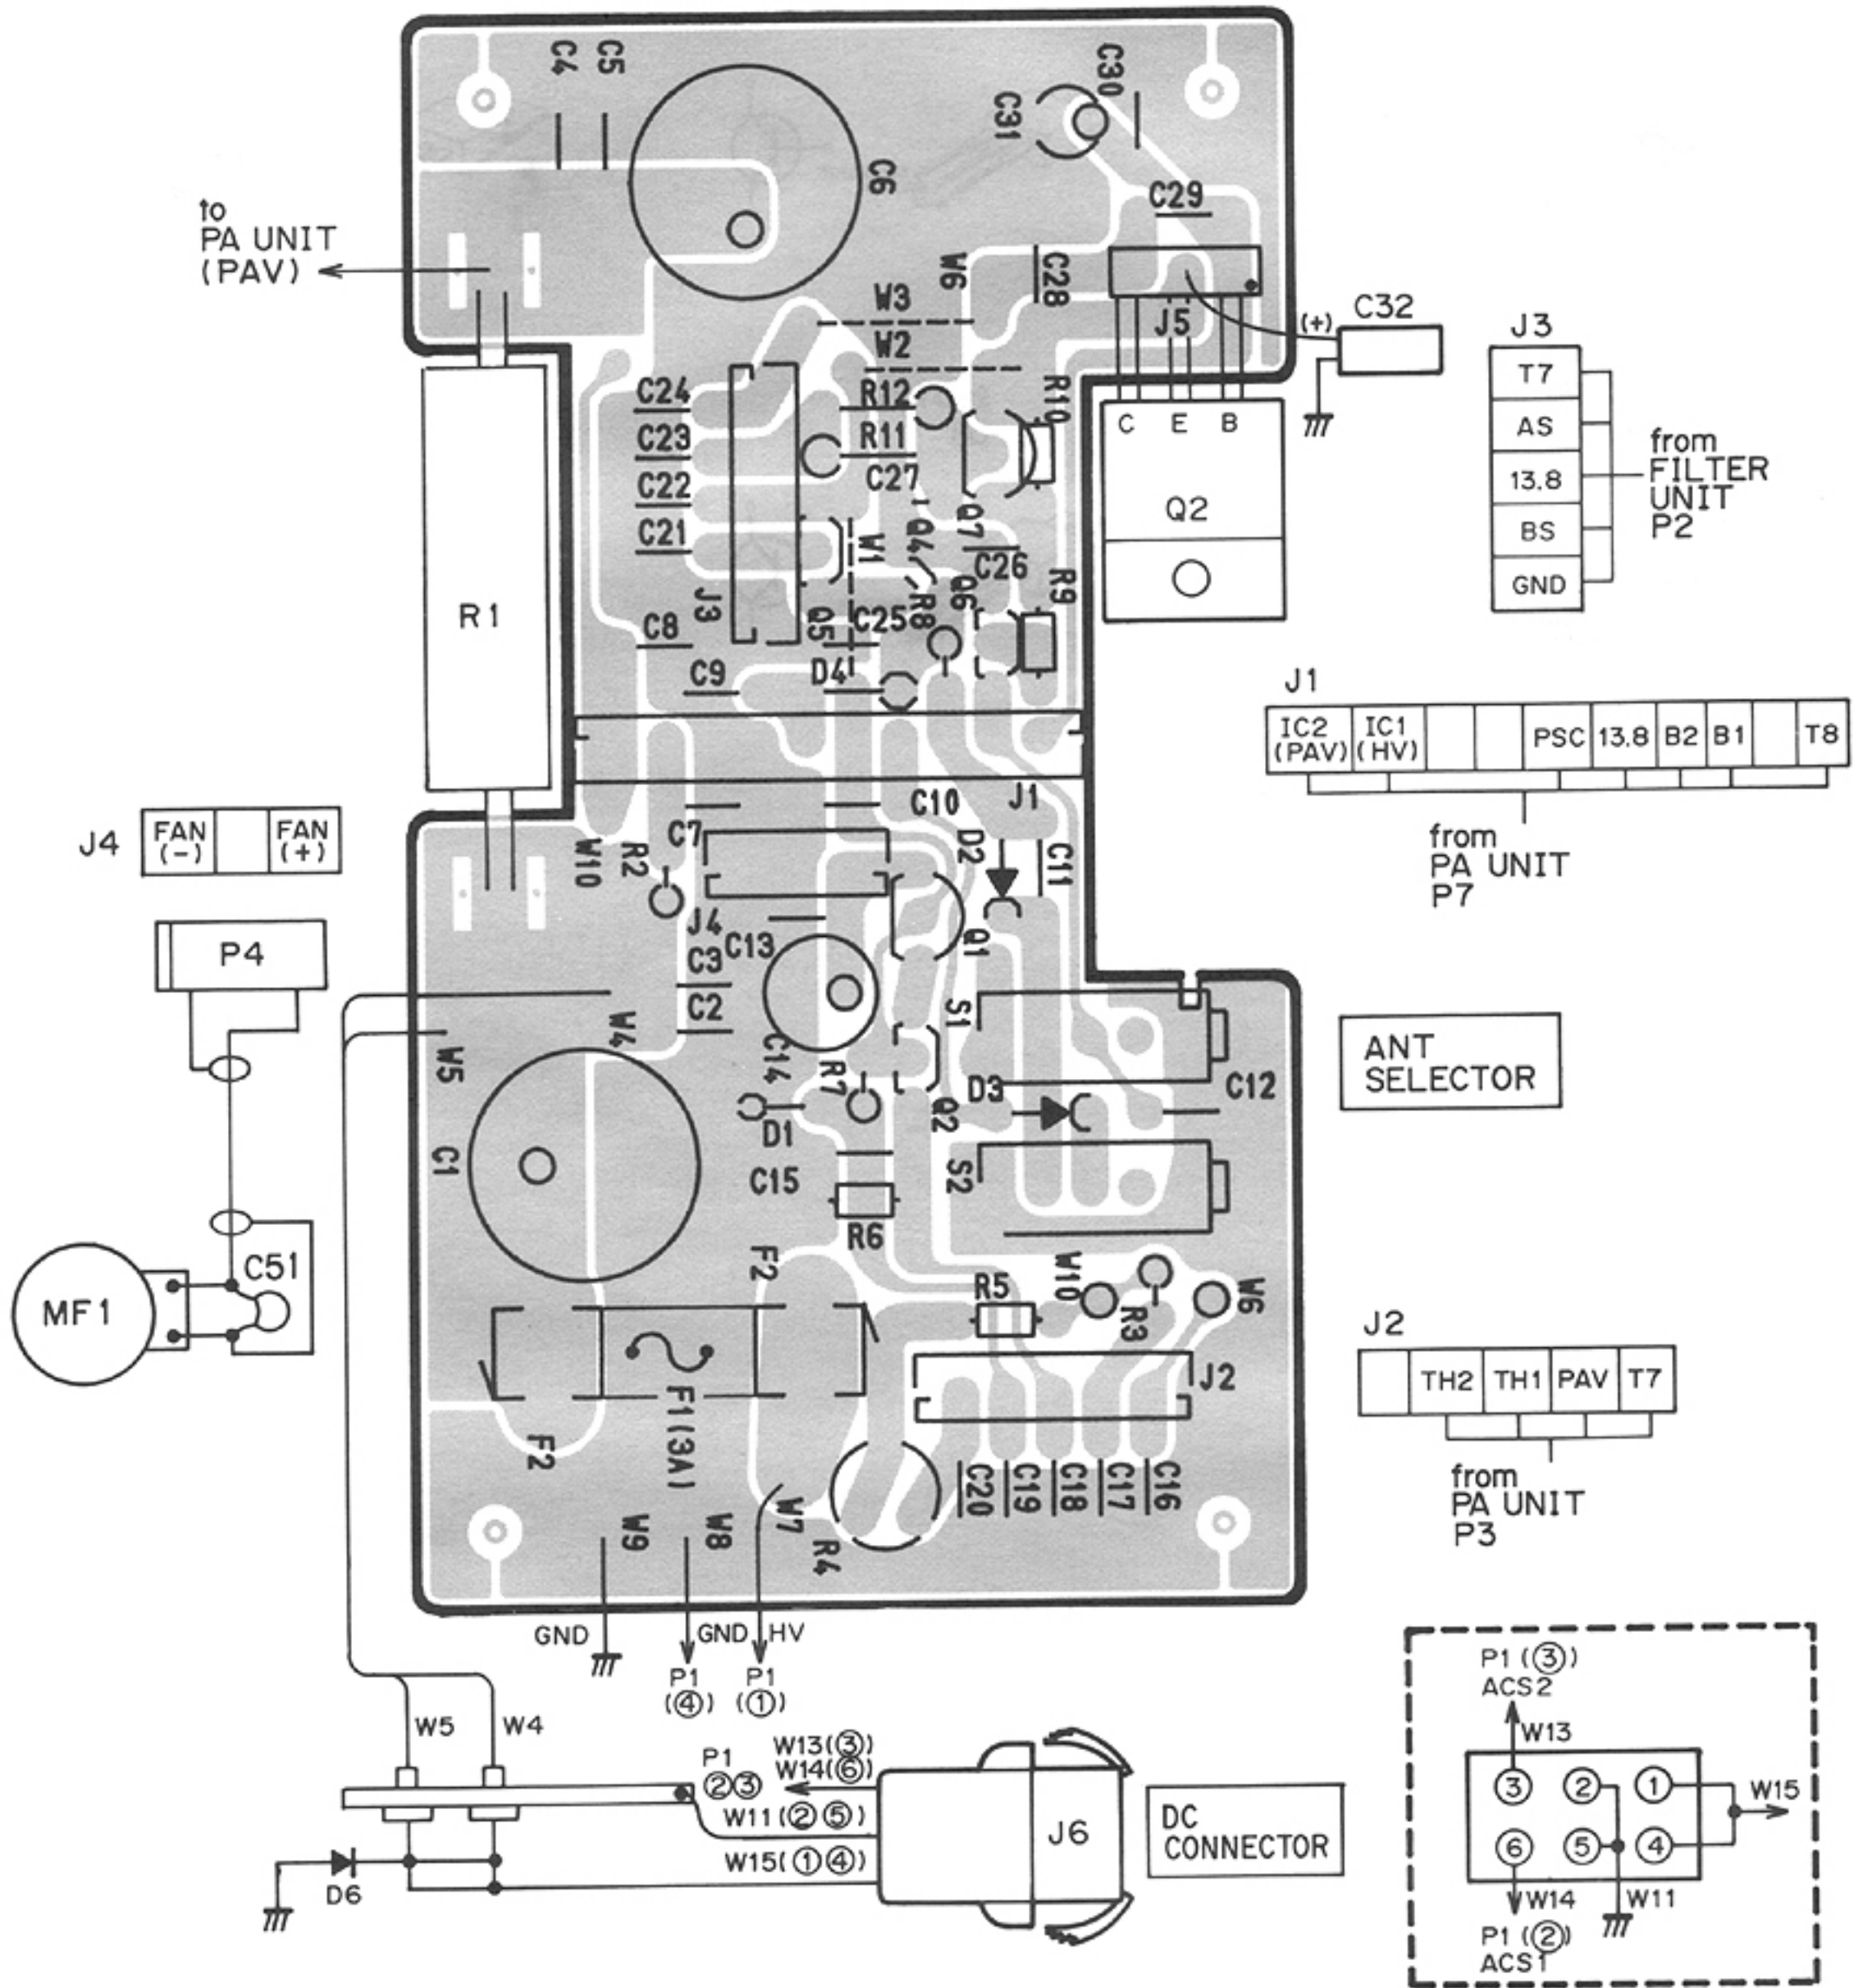 C4
C5
C30
C31
C6
C29
to
PA UNIT
(PAV)
W6
C28
W3
W2
J5
(+)
C32
J3
T7
AS
13.8
BS
GND
from
FILTER
UNIT
P2
C24
C23
C22
C21
R12
R11
C27
R10
C E B
Q2
Q7
Q4
W1
C26
R8
Q6
R9
J3
Q5
C25
R1
C8
C9
D4
J1
IC2
(PAV)
IC1
(HV)
PSC
13.8
B2
B1
T8
from
PA UNIT
P7
J4
FAN
(-)
FAN
(+)
C10
J1
C7
W10
R2
D2
C11
J4
C13
Q1
P4
C3
C2
W4
W5
C14
R7
S1
D3
C12
Q2
D1
ANT
SELECTOR
C1
C15
S2
R6
C51
MF1
F2
R5
W10
R3
W6
J2
J2
TH2
TH1
PAV
T7
from
PA UNIT
P3
F1(3A)
F2
C20
C19
C18
C17
C16
W9
W8
W7
R4
GND
GND
HV
P1
(④)
P1
(①)
W5
W4
P1
②③
W13(③)
W14(⑥)
W11(② ⑤)
W15(①④)
J6
DC
CONNECTOR
D6
P1 (③)
ACS2
W13
③ ② ①
W15
⑥ ⑤ ④
W14
W11
P1 (②)
ACS1